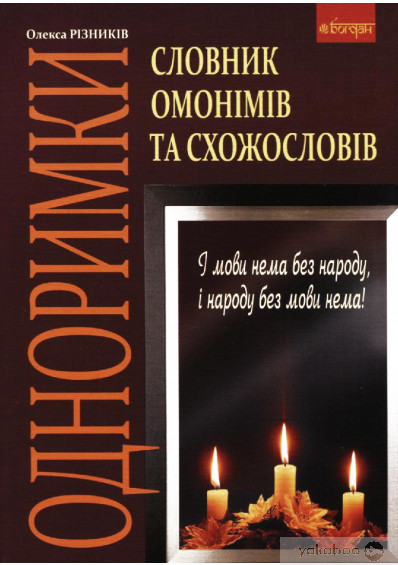 Олекса РІЗНИКІВ
богдан
ОДНОРИМКИ
СЛОВНИК
ОМОНІМІВ
ТА СХОЖОСЛОВІВ
І мови нема без народу,
і народу без мови нема!
yakaboo